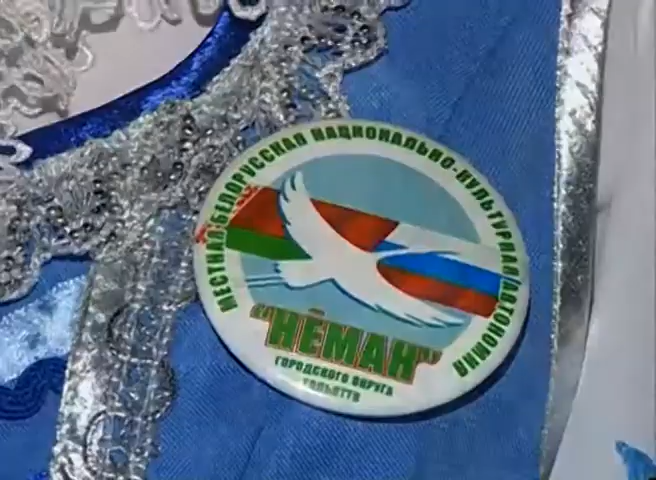 МЕСТНАЯ БЕЛОРУССКАЯ НАЦИОНАЛЬНО-КУЛЬТУРНАЯ АВТОНОМИЯ
"НЁМАН"
ГОРОДСКОГО ОКРУГА
ТОЛЬЯТТИ